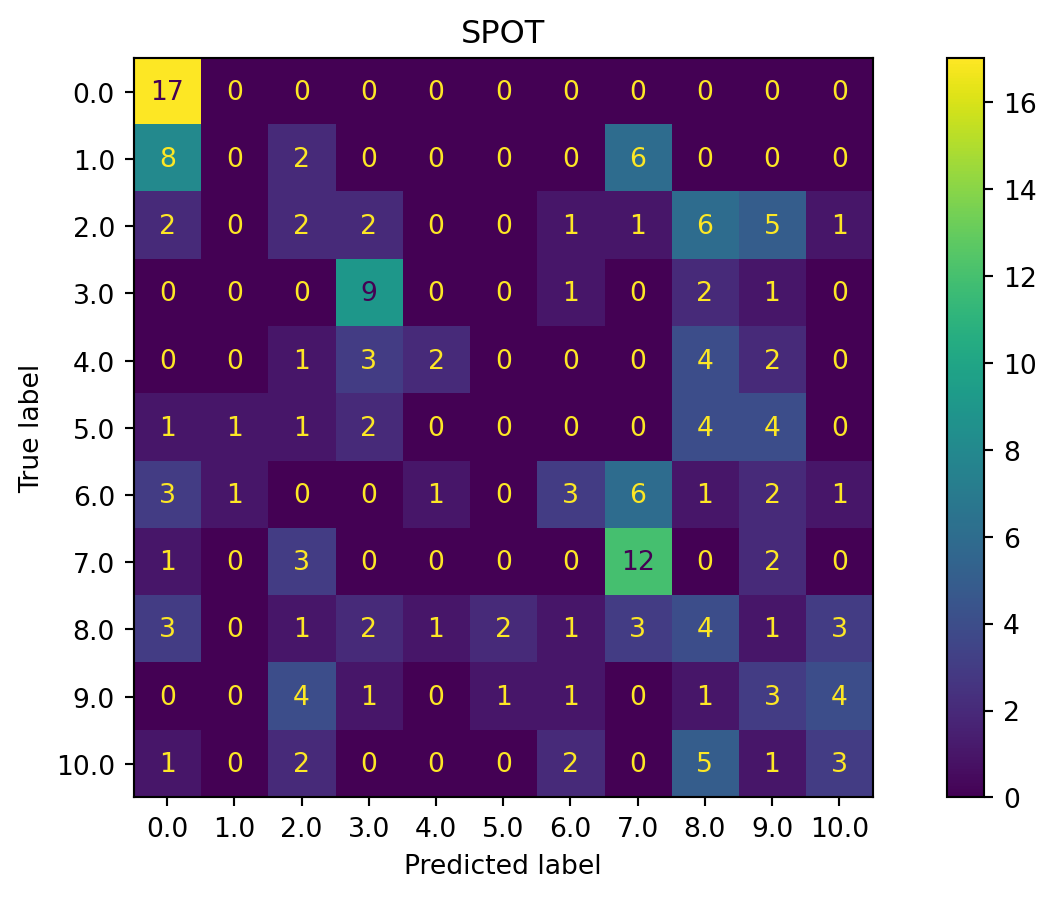 SPOT
0.0 17 0 0 0 0 0 0 0 0 0 0
1.0 8 0 2 0 0 0 0 6 0 0 0
2.0 2 0 2 2 0 0 1 1 6 5 1
3.0 0 0 0 9 0 0 1 0 2 1 0
4.0 0 0 1 3 2 0 0 0 4 2 0
5.0 1 1 1 2 0 0 0 0 4 4 0
6.0 3 1 0 0 1 0 3 6 1 2 1
7.0 1 0 3 0 0 0 0 12 0 2 0
8.0 3 0 1 2 1 2 1 3 4 1 3
9.0 0 0 4 1 0 1 1 0 1 3 4
10.0 1 0 2 0 0 0 2 0 5 1 3
0.0 1.0 2.0 3.0 4.0 5.0 6.0 7.0 8.0 9.0 10.0
Predicted label
True label
16
14
12
10
8
6
4
2
0